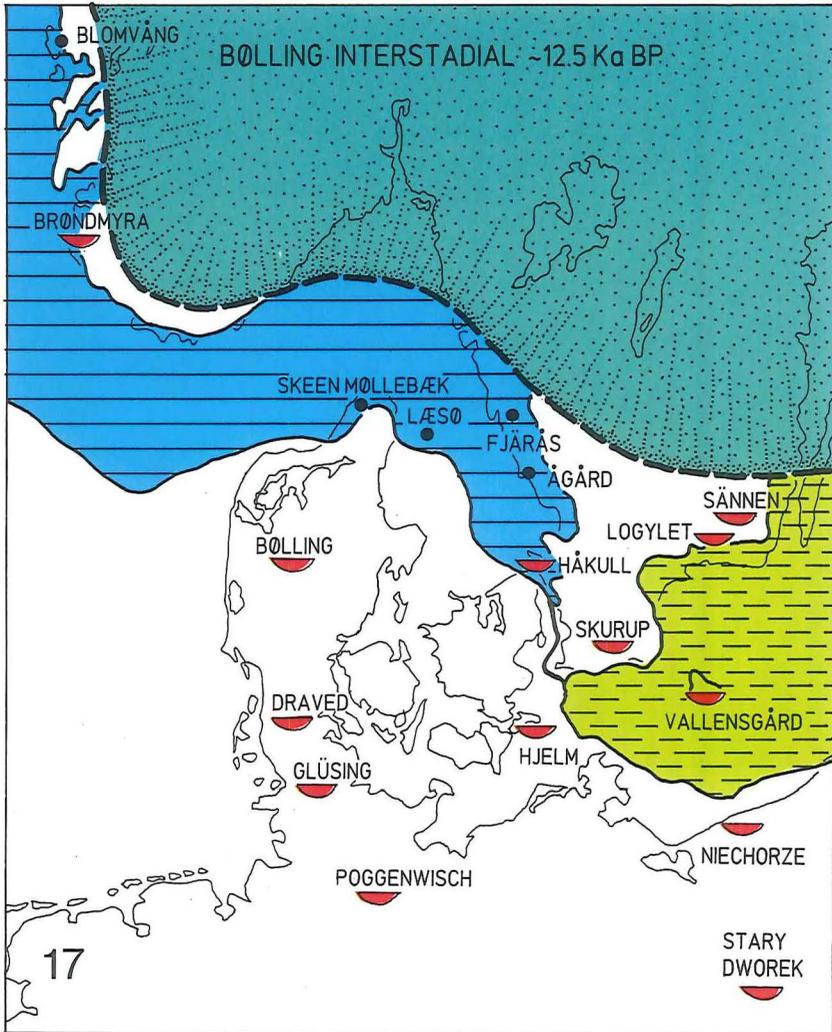 BLOMVÅNG
BØLLING INTERSTADIAL ~12.5 Ka BP
BRØNDMYRA
SKEEN MØLLEBÆK
LÆSØ
FJÄRÅS
ÅGÅRD
SÄNNEN
LOGYLET
BØLLING
HÅKULL
SKURUP
DRAVED
VALLENSGÅRD
HJELM
GLÜSING
NIECHORZE
POGGENWISCH
STARY
DWOREK
17